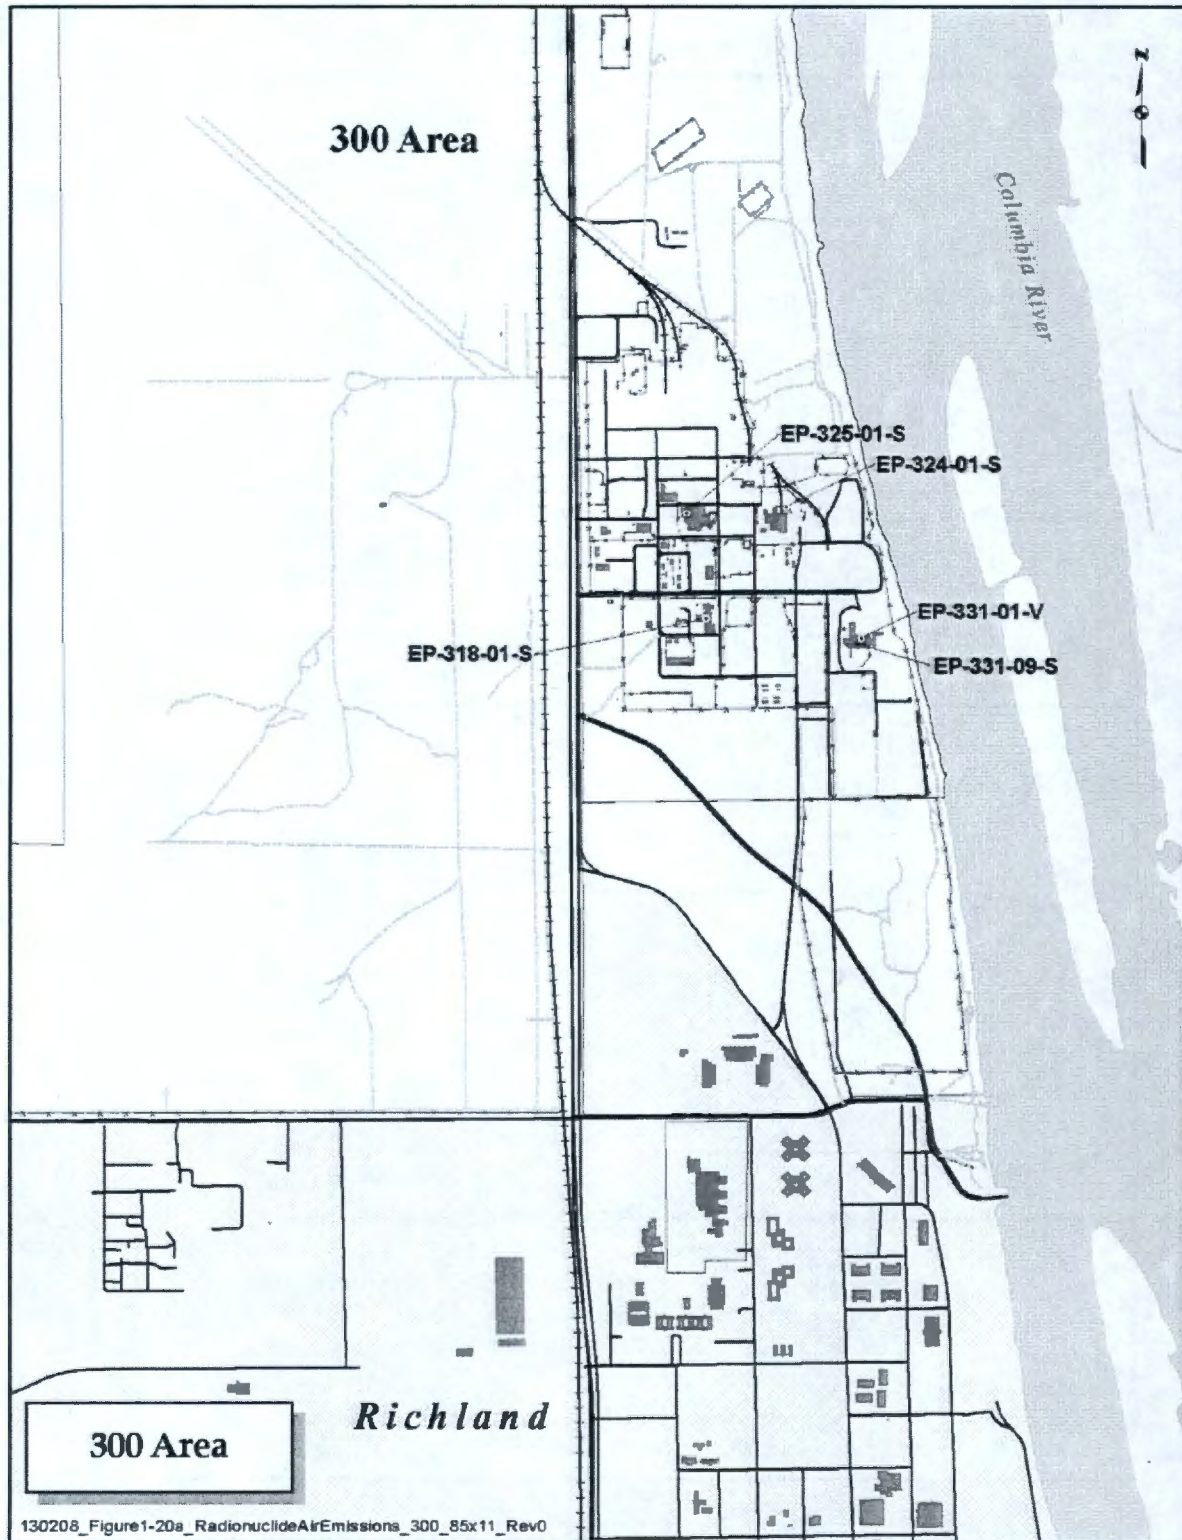 300 Area
N
Columbia River
EP-325-01-S
EP-324-01-S
EP-331-01-V
EP-318-01-S
EP-331-09-S
Richland
300 Area
130208_Figure1-20a_RadionuclideAirEmissions_300_85x11_Rev0